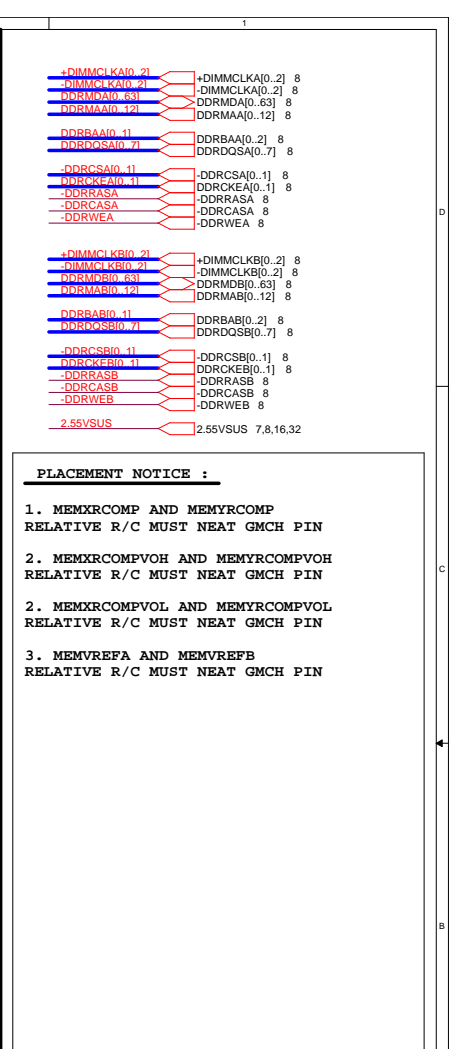 1
+DIMMCLKA[0..2] +DIMMCLKA[0..2] 8
-DIMMCLKA[0..2] -DIMMCLKA[0..2] 8
DDRMDA[0..63] DDRMDA[0..63] 8
DDRMAA[0..12] DDRMAA[0..12] 8
DDRBAA[0..1] DDRBAA[0..2] 8
DDRDQSA[0..7] DDRDQSA[0..7] 8
-DDRCSA[0..1] -DDRCSA[0..1] 8
DDRCKEA[0..1] DDRCKEA[0..1] 8
-DDRRASA -DDRRASA 8
-DDRCASA -DDRCASA 8
-DDRWEA -DDRWEA 8
D
+DIMMCLKB[0..2] +DIMMCLKB[0..2] 8
-DIMMCLKB[0..2] -DIMMCLKB[0..2] 8
DDRMDB[0..63] DDRMDB[0..63] 8
DDRMAB[0..12] DDRMAB[0..12] 8
DDRBAB[0..1] DDRBAB[0..2] 8
DDRDQSB[0..7] DDRDQSB[0..7] 8
-DDRCSB[0..1] -DDRCSB[0..1] 8
DDRCKEB[0..1] DDRCKEB[0..1] 8
-DDRRASB -DDRRASB 8
-DDRCASB -DDRCASB 8
-DDRWEB -DDRWEB 8
2.55VSUS 2.55VSUS 7,8,16,32
PLACEMENT NOTICE :
1. MEMXRCOMP AND MEMYRCOMP
RELATIVE R/C MUST NEAT GMCH PIN
2. MEMXRCOMPVOH AND MEMYRCOMPVOH
RELATIVE R/C MUST NEAT GMCH PIN
C
2. MEMXRCOMPVOL AND MEMYRCOMPVOL
RELATIVE R/C MUST NEAT GMCH PIN
3. MEMVREFA AND MEMVREFB
RELATIVE R/C MUST NEAT GMCH PIN
B